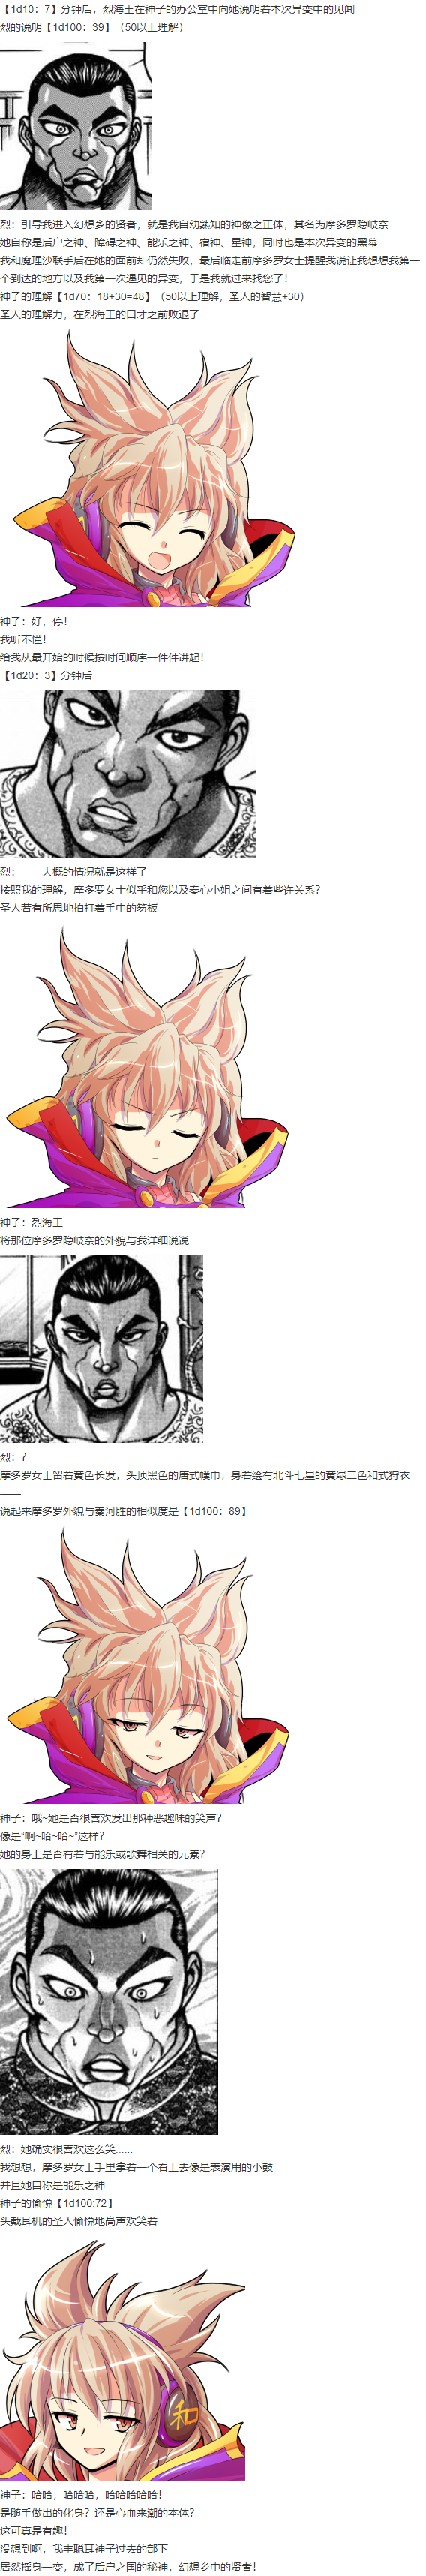 【1d10：7】分钟后，烈海王在神子的办公室中向她说明着本次异变中的见闻
烈的说明【1d100：39】（50以上理解）
烈：引导我进入幻想乡的贤者，就是我自幼熟知的神像之正体，其名为摩多罗隐岐奈
她自称是后户之神、障碍之神、能乐之神、宿神、星神，同时也是本次异变的黑幕
我和魔理沙联手后在她的面前却仍然失败，最后临走前摩多罗女士提醒我说让我想想我第一
个到达的地方以及我第一次遇见的异变，于是我就过来找您了！
神子的理解【1d70：18+30=48】（50以上理解，圣人的智慧+30）
圣人的理解力，在烈海王的口才之前败退了
神子：好，停！
我听不懂！
给我从最开始的时候按时间顺序一件件讲起！
【1d20：3】分钟后
烈：——大概的情况就是这样了
按照我的理解，摩多罗女士似乎和您以及秦心小姐之间有着些许关系？
圣人若有所思地拍打着手中的笏板
神子：烈海王
将那位摩多罗隐岐奈的外貌与我详细说说
烈：？
摩多罗女士留着黄色长发，头顶黑色的唐式幞巾，身着绘有北斗七星的黄绿二色和式狩衣
——
说起来摩多罗外貌与秦河胜的相似度是【1d100：89】
神子：哦~她是否很喜欢发出那种恶趣味的笑声？
像是“啊~哈~哈~”这样？
她的身上是否有着与能乐或歌舞相关的元素？
烈：她确实很喜欢这么笑......
我想想，摩多罗女士手里拿着一个看上去像是表演用的小鼓
并且她自称是能乐之神
神子的愉悦【1d100:72】
头戴耳机的圣人愉悦地高声欢笑着
和
神子：哈哈，哈哈哈，哈哈哈哈哈！
是随手做出的化身？还是心血来潮的本体？
这可真是有趣！
没想到啊，我丰聪耳神子过去的部下——
居然摇身一变，成了后户之国的秘神，幻想乡中的贤者！